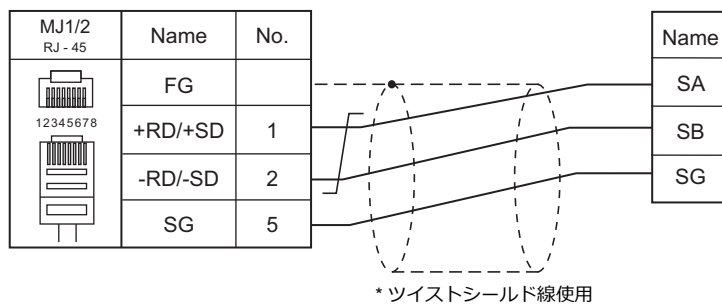 MJ1/2 Name No. Name
RJ - 45
FG SA
12345678
+RD/+SD 1 SB
-RD/-SD 2 SG
SG 5
* ツイストシールド線使用